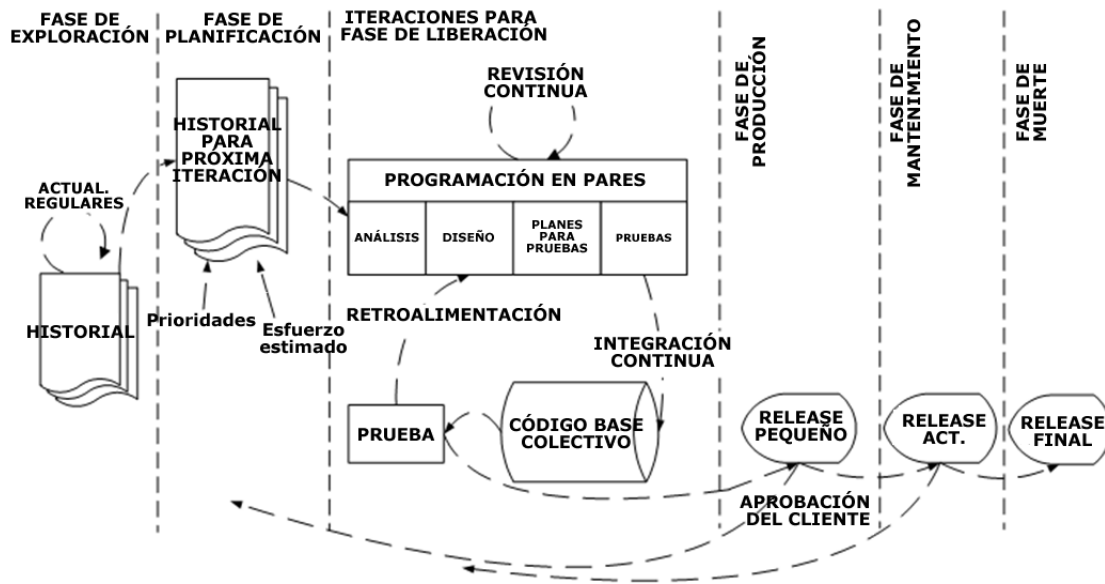 FASE DE
EXPLORACIÓN
FASE DE
PLANIFICACIÓN
ITERACIONES PARA
FASE DE LIBERACIÓN
FASE DE
PRODUCCIÓN
FASE DE
MANTENIMIENTO
FASE DE
MUERTE
ACTUAL.
REGULARES
HISTORIAL
HISTORIAL
PARA
PRÓXIMA
ITERACIÓN
Prioridades
Esfuerzo
estimado
REVISIÓN
CONTINUA
PROGRAMACIÓN EN PARES
ANÁLISIS
DISEÑO
PLANES
PARA
PRUEBAS
PRUEBAS
RETROALIMENTACIÓN
INTEGRACIÓN
CONTINUA
PRUEBA
CÓDIGO BASE
COLECTIVO
RELEASE
PEQUEÑO
RELEASE
ACT.
RELEASE
FINAL
APROBACIÓN
DEL CLIENTE